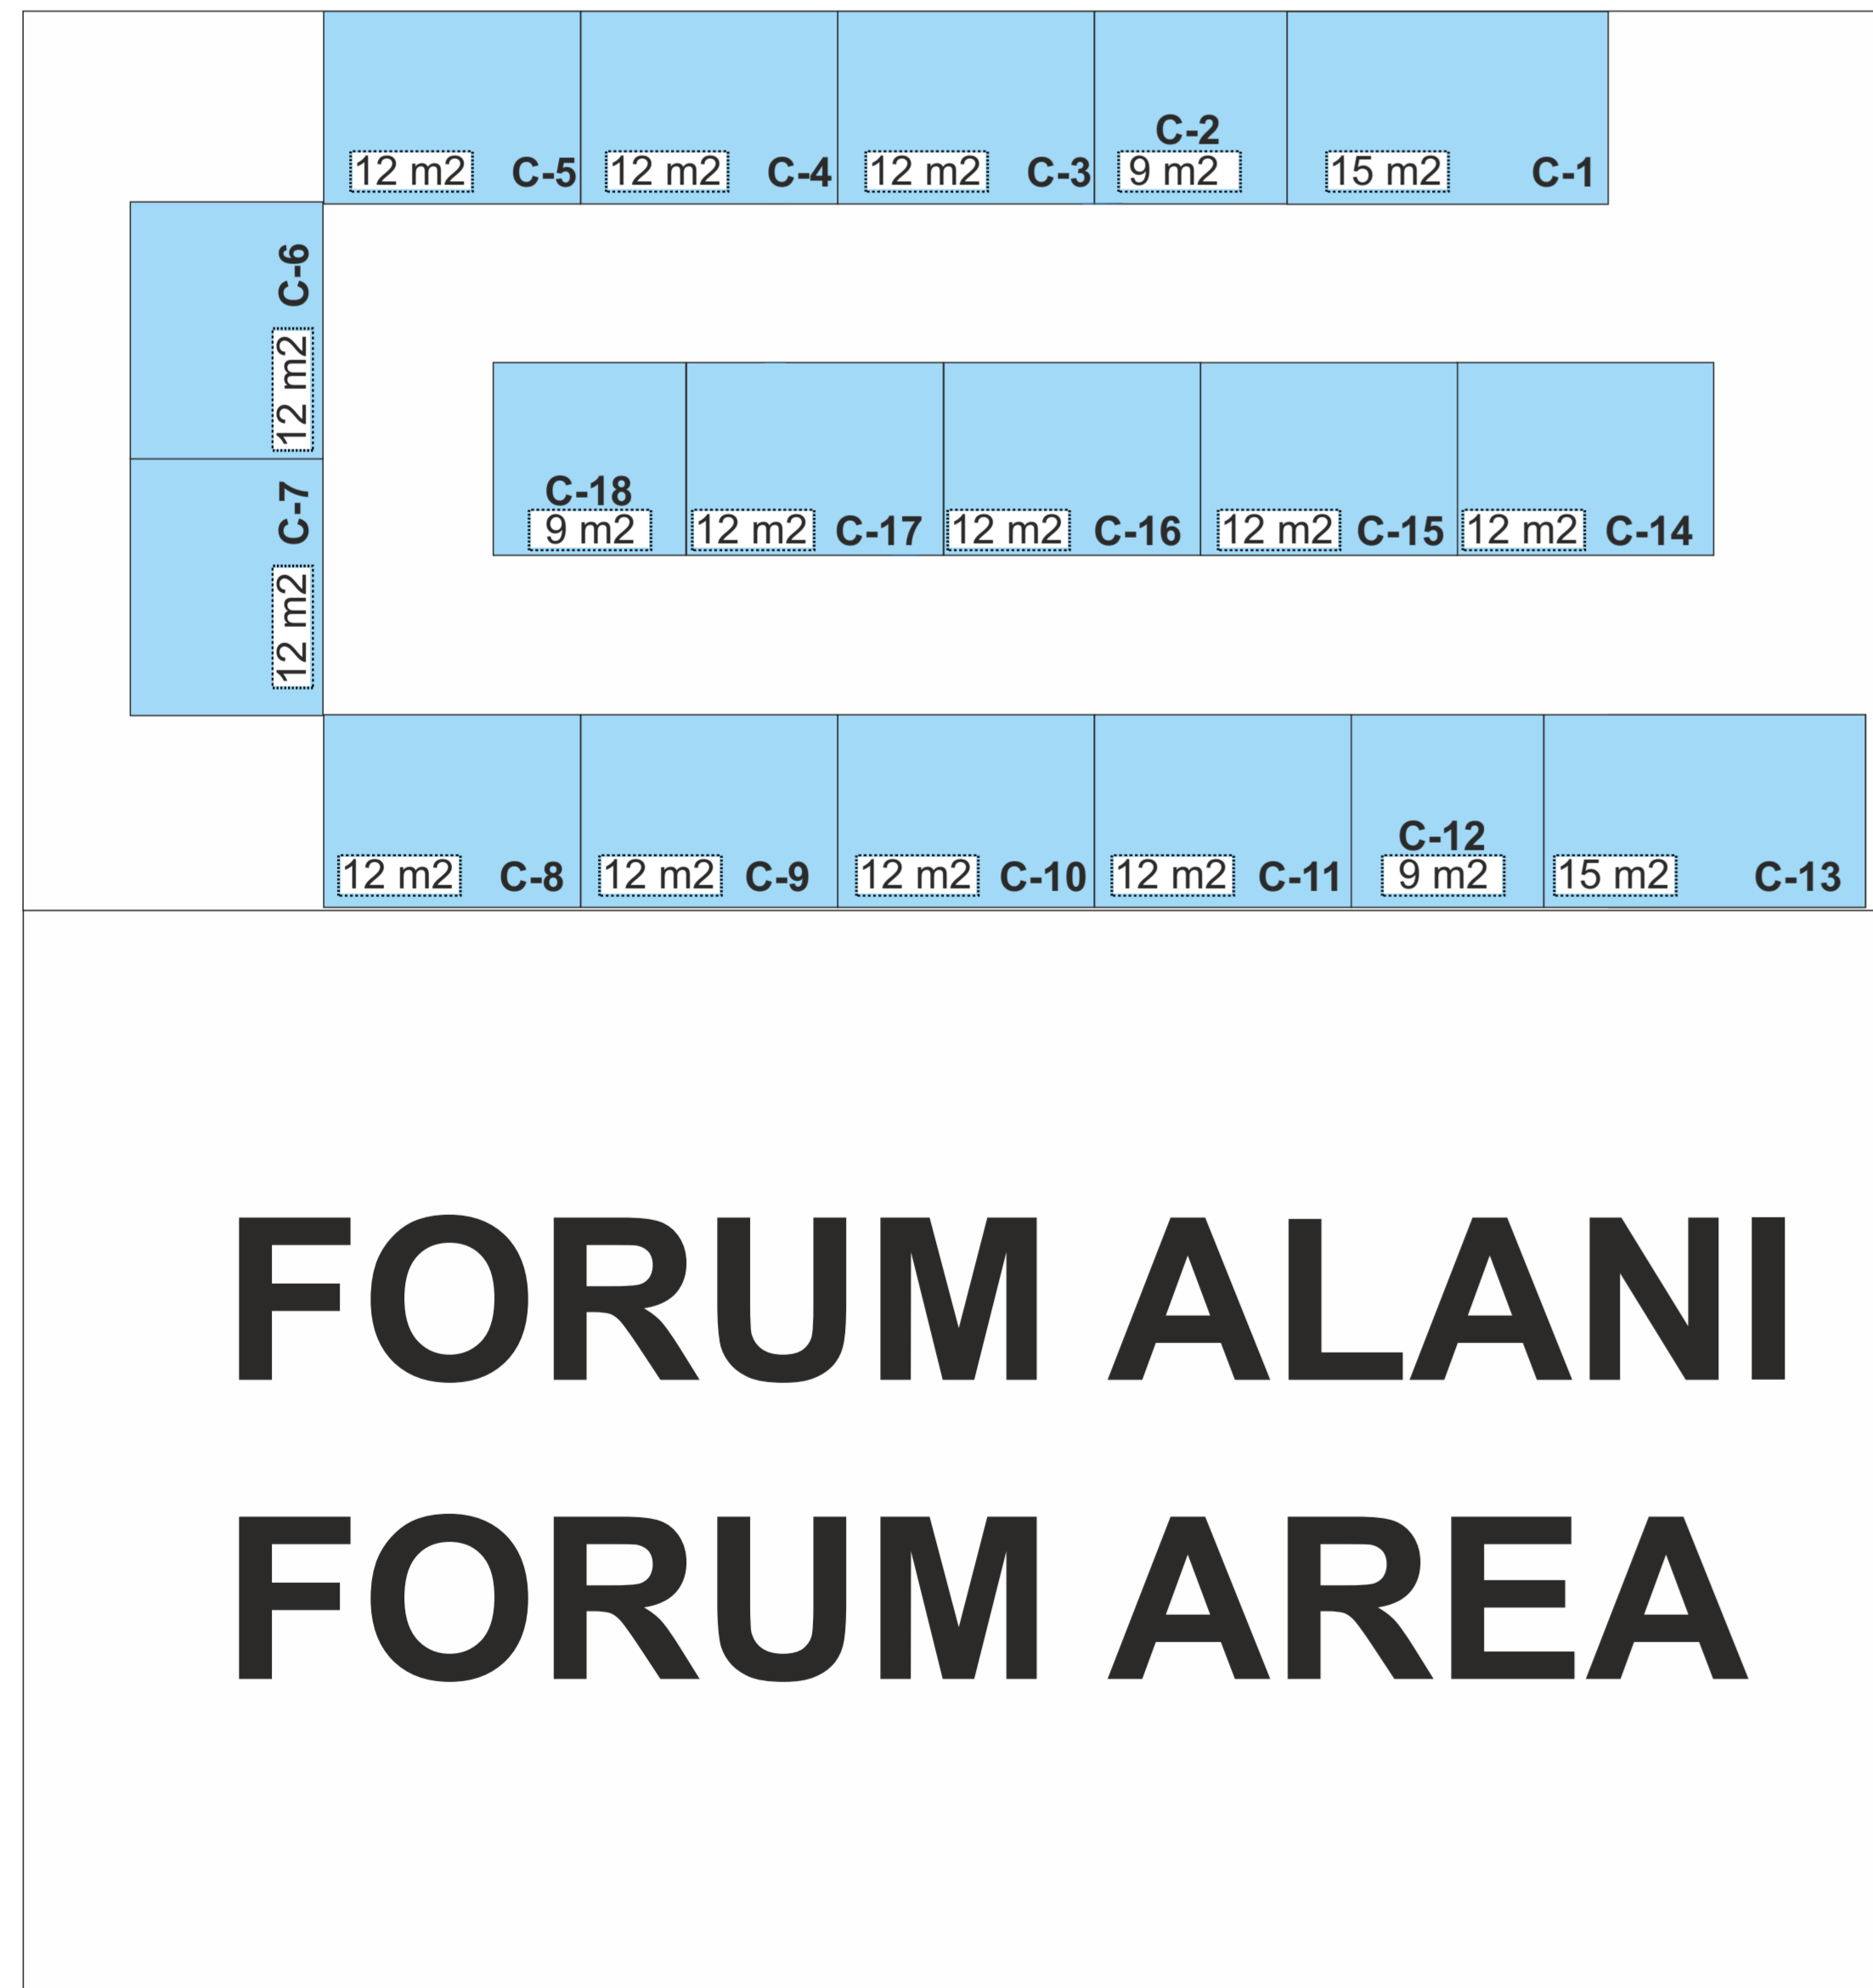 12 m2 C-5 12 m2 C-4 12 m2 C-3 C-2 9 m2 15 m2 C-1
12 m2 C-6
12 m2 C-7
C-18 9 m2 12 m2 C-17 12 m2 C-16 12 m2 C-15 12 m2 C-14
12 m2 C-8 12 m2 C-9 12 m2 C-10 12 m2 C-11 C-12 9 m2 15 m2 C-13
FORUM ALANI
FORUM AREA